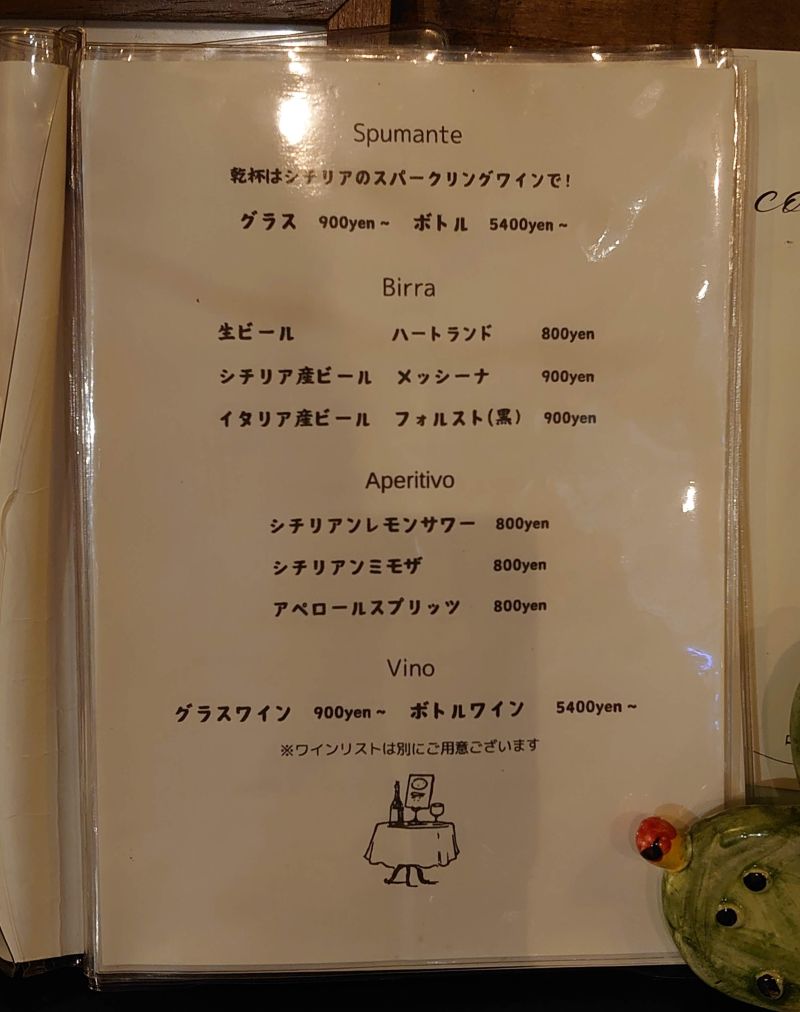 Spumante
乾杯はシチリアのスパークリングワインで!
グラス 900yen~ ボトル 5400yen~
Birra
生ビール ハートランド 800yen
シチリア産ビール メッシーナ 900yen
イタリア産ビール フォルスト(黒) 900yen
Aperitivo
シチリアンレモンサワー 800yen
シチリアンミモザ 800yen
アペロールスプリッツ 800yen
Vino
グラスワイン 900yen~ ボトルワイン 5400yen~
※ワインリストは別にご用意ございます